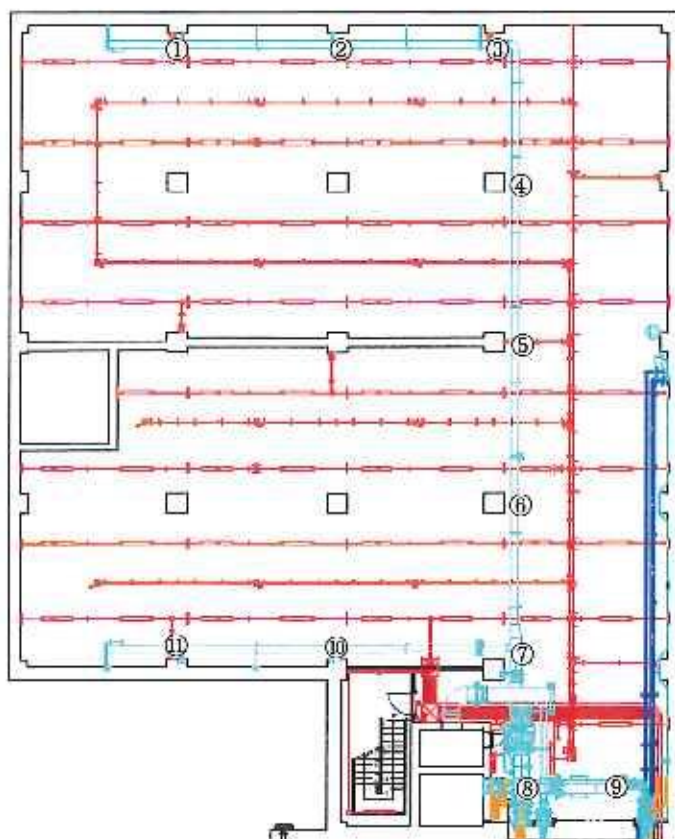 ① ② ③
④
⑤
⑥
⑪ ⑩ ⑦
⑧ ⑨